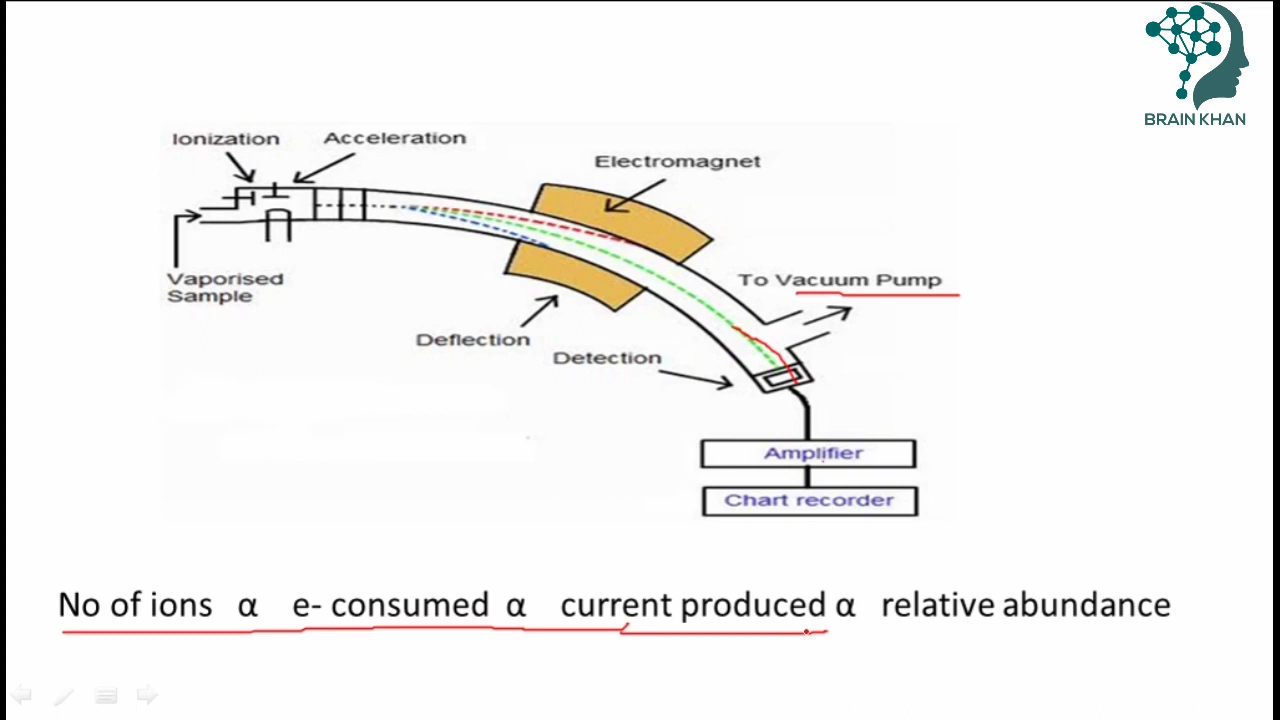 BRAIN KHAN
Ionization
Acceleration
Electromagnet
Vaporised
Sample
To Vacuum Pump
Deflection
Detection
Amplifier
Chart recorder
No of ions α e- consumed α current produced α relative abundance